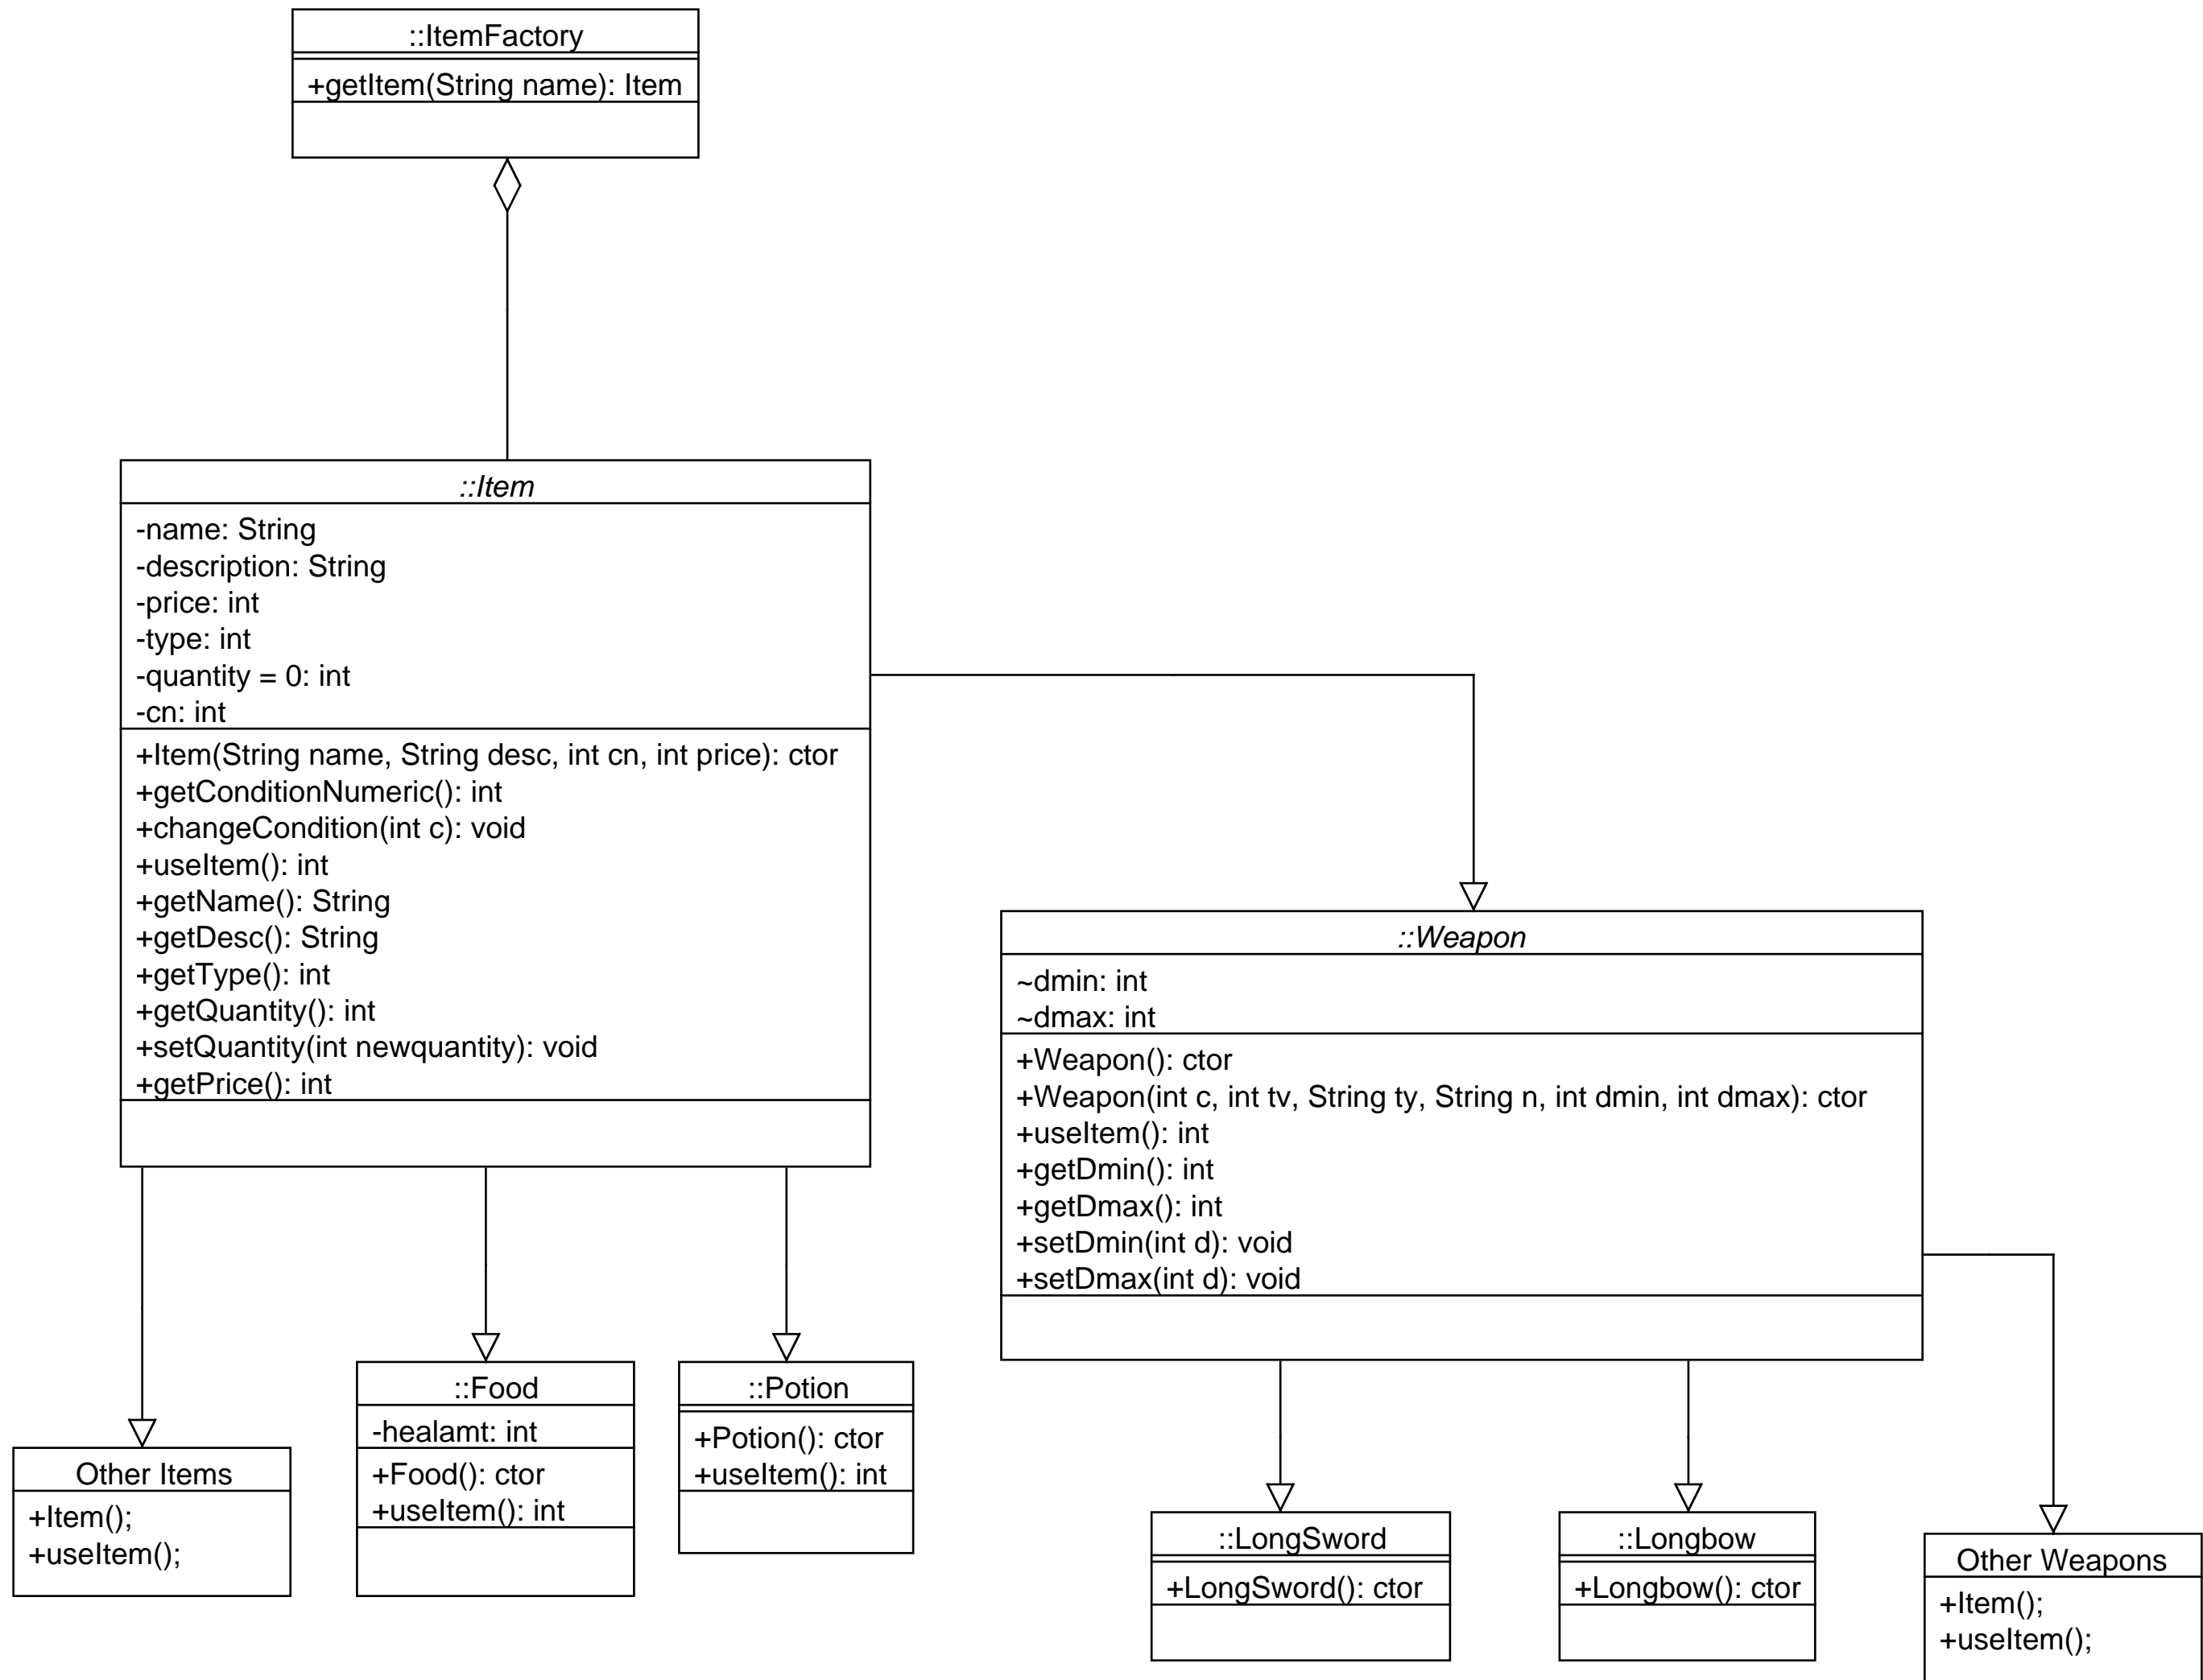 ::ItemFactory
+getItem(String name): Item
::Item
-name: String
-description: String
-price: int
-type: int
-quantity = 0: int
-cn: int
+Item(String name, String desc, int cn, int price): ctor
+getConditionNumeric(): int
+changeCondition(int c): void
+useItem(): int
+getName(): String
+getDesc(): String
+getType(): int
+getQuantity(): int
+setQuantity(int newquantity): void
+getPrice(): int
::Weapon
~dmin: int
~dmax: int
+Weapon(): ctor
+Weapon(int c, int tv, String ty, String n, int dmin, int dmax): ctor
+useItem(): int
+getDmin(): int
+getDmax(): int
+setDmin(int d): void
+setDmax(int d): void
Other Items
+Item();
+useItem();
::Food
-healamt: int
+Food(): ctor
+useItem(): int
::Potion
+Potion(): ctor
+useItem(): int
::LongSword
+LongSword(): ctor
::Longbow
+Longbow(): ctor
Other Weapons
+Item();
+useItem();